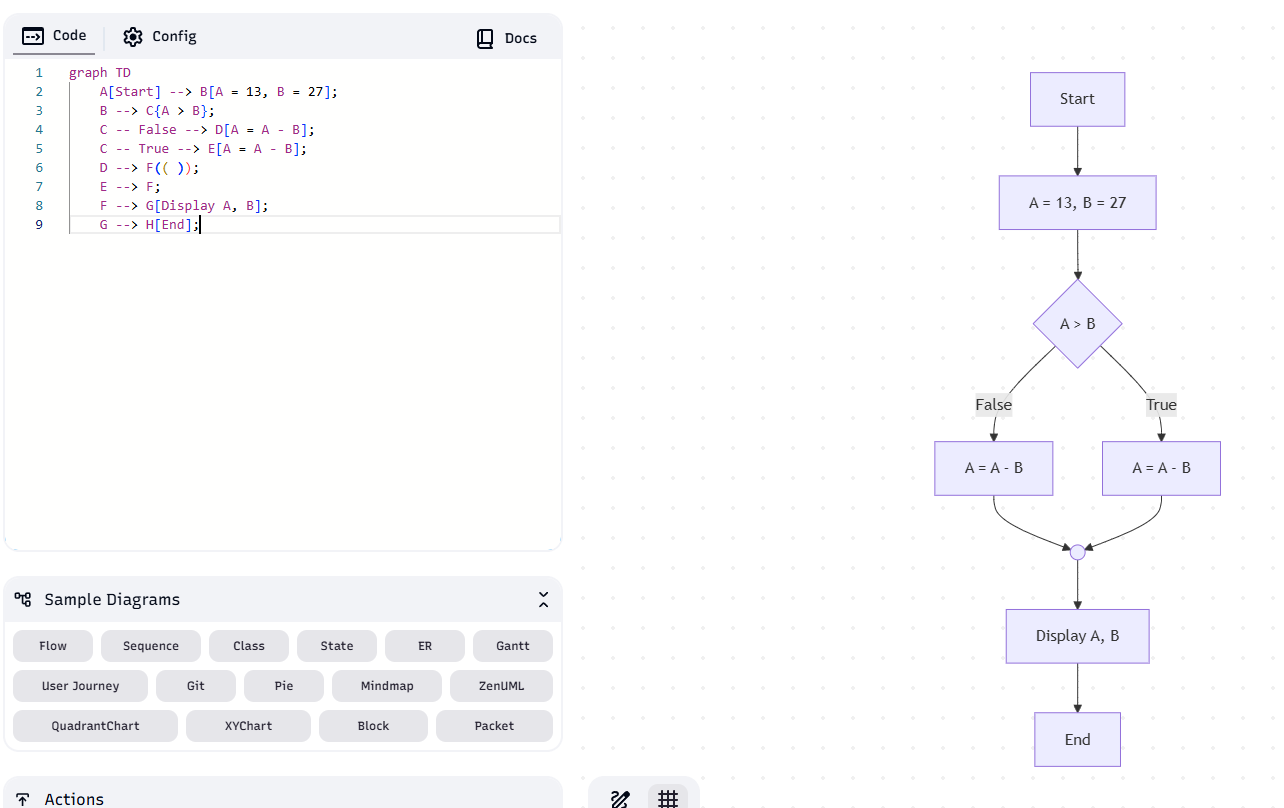 Code
Config
Docs
1 graph TD
2 A[Start] --> B[A = 13, B = 27];
3 B --> C{A > B};
4 C -- False --> D[A = A - B];
5 C -- True --> E[A = A - B];
6 D --> F(( ));
7 E --> F;
8 F --> G[Display A, B];
9 G --> H[End];
Sample Diagrams
Flow
Sequence
Class
State
ER
Gantt
User Journey
Git
Pie
Mindmap
ZenUML
QuadrantChart
XYChart
Block
Packet
Actions
Start
A = 13, B = 27
A > B
False
True
A = A - B
A = A - B
Display A, B
End